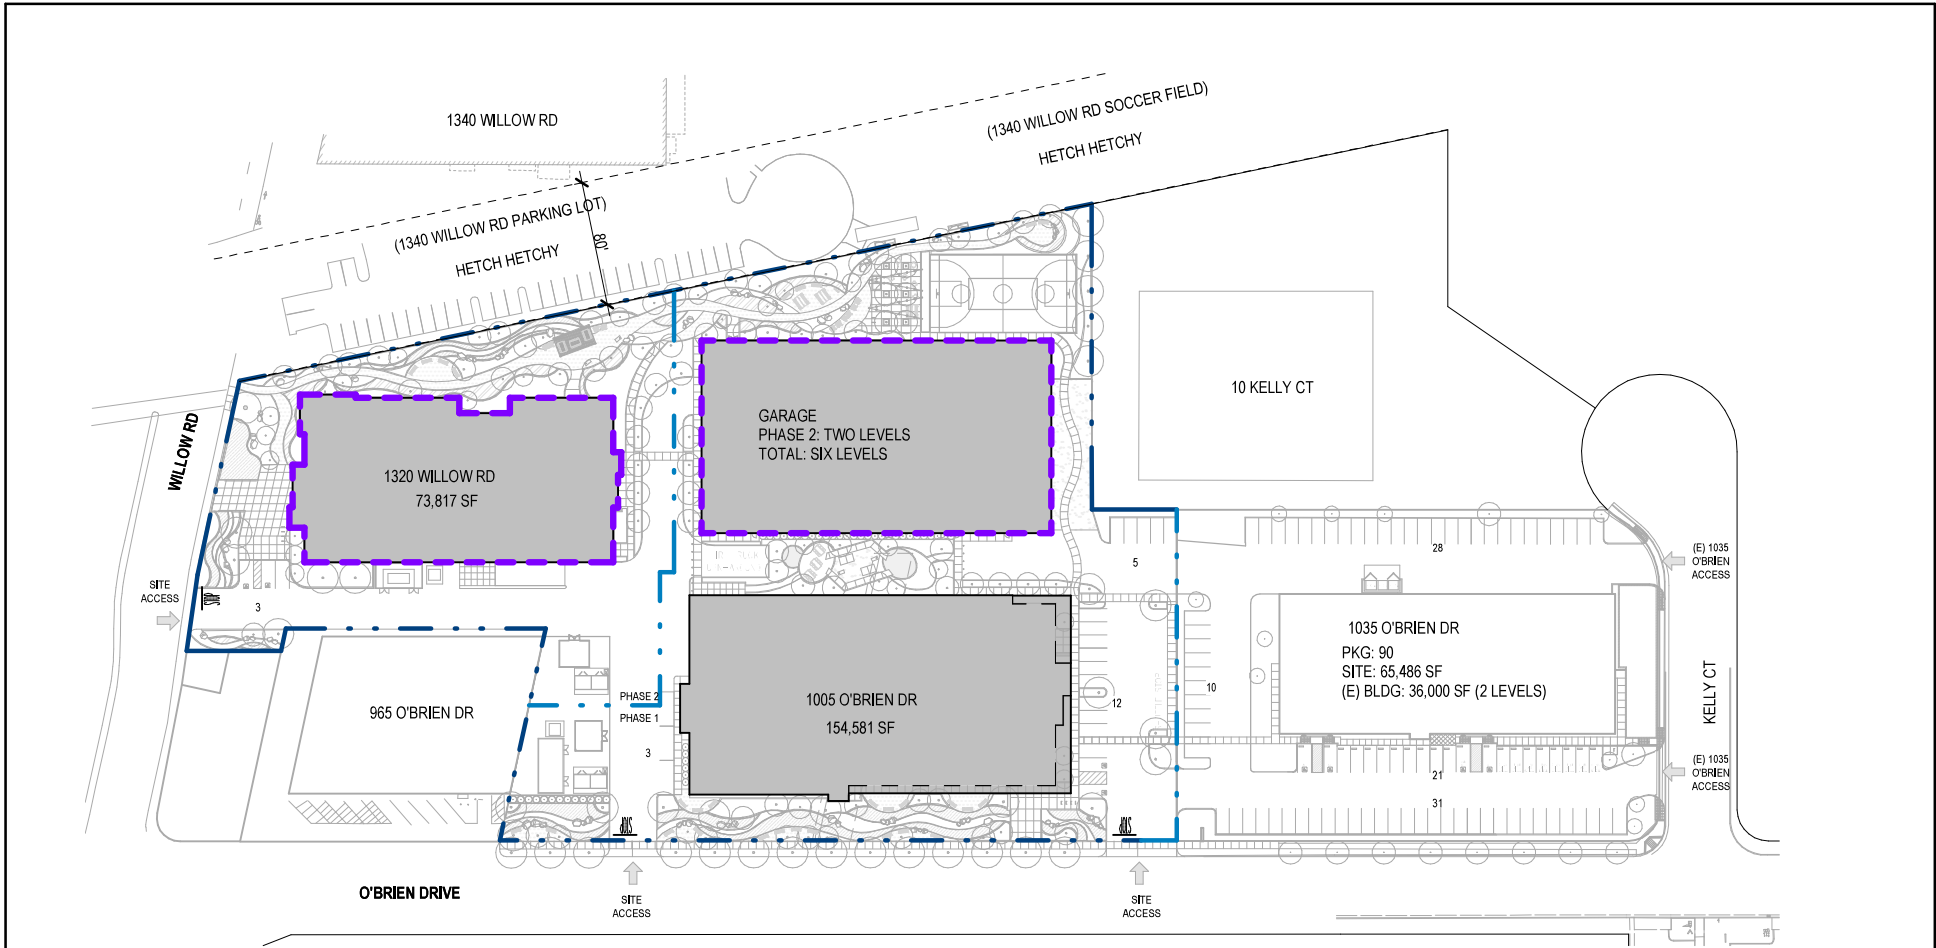 1340 WILLOW RD
(1340 WILLOW RD SOCCER FIELD)
HETCH HETCHY
(1340 WILLOW RD PARKING LOT)
HETCH HETCHY
80'
WILLOW RD
10 KELLY CT
GARAGE
PHASE 2: TWO LEVELS
TOTAL: SIX LEVELS
1320 WILLOW RD
73,817 SF
5
28
(E) 1035
O'BRIEN
ACCESS
SITE
ACCESS
STOP
3
1035 O'BRIEN DR
PKG: 90
SITE: 65,486 SF
(E) BLDG: 36,000 SF (2 LEVELS)
965 O'BRIEN DR
PHASE 2
PHASE 1
3
1005 O'BRIEN DR
154,581 SF
12
10
KELLY CT
(E) 1035
O'BRIEN
ACCESS
21
31
STOP
STOP
O'BRIEN DRIVE
SITE
ACCESS
SITE
ACCESS